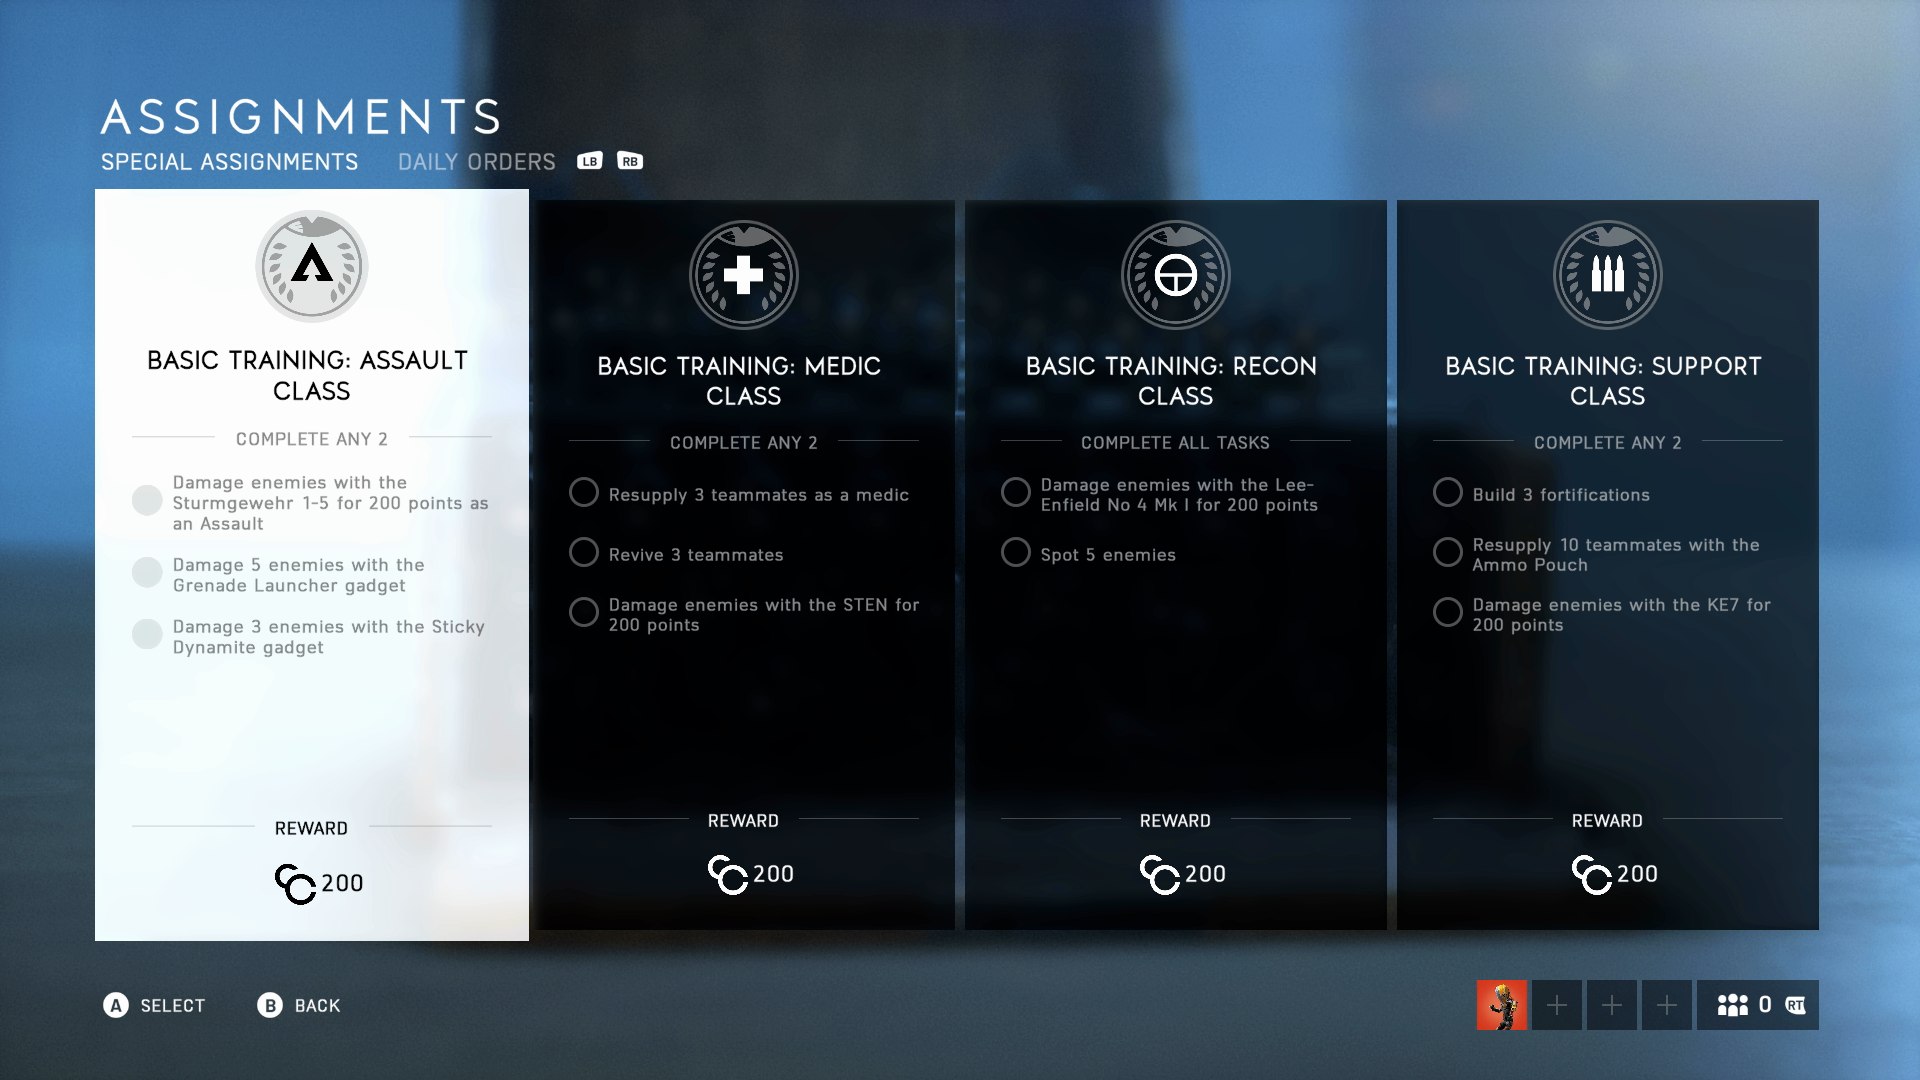 ASSIGNMENTS
SPECIAL ASSIGNMENTS DAILY ORDERS LB RB
BASIC TRAINING: ASSAULT
CLASS
COMPLETE ANY 2
Damage enemies with the
Sturmgewehr 1-5 for 200 points as
an Assault
Damage 5 enemies with the
Grenade Launcher gadget
Damage 3 enemies with the Sticky
Dynamite gadget
REWARD
200
BASIC TRAINING: MEDIC
CLASS
COMPLETE ANY 2
Resupply 3 teammates as a medic
Revive 3 teammates
Damage enemies with the STEN for
200 points
REWARD
200
BASIC TRAINING: RECON
CLASS
COMPLETE ALL TASKS
Damage enemies with the Lee-
Enfield No 4 Mk I for 200 points
Spot 5 enemies
REWARD
200
BASIC TRAINING: SUPPORT
CLASS
COMPLETE ANY 2
Build 3 fortifications
Resupply 10 teammates with the
Ammo Pouch
Damage enemies with the KE7 for
200 points
REWARD
200
A SELECT B BACK
0 RT